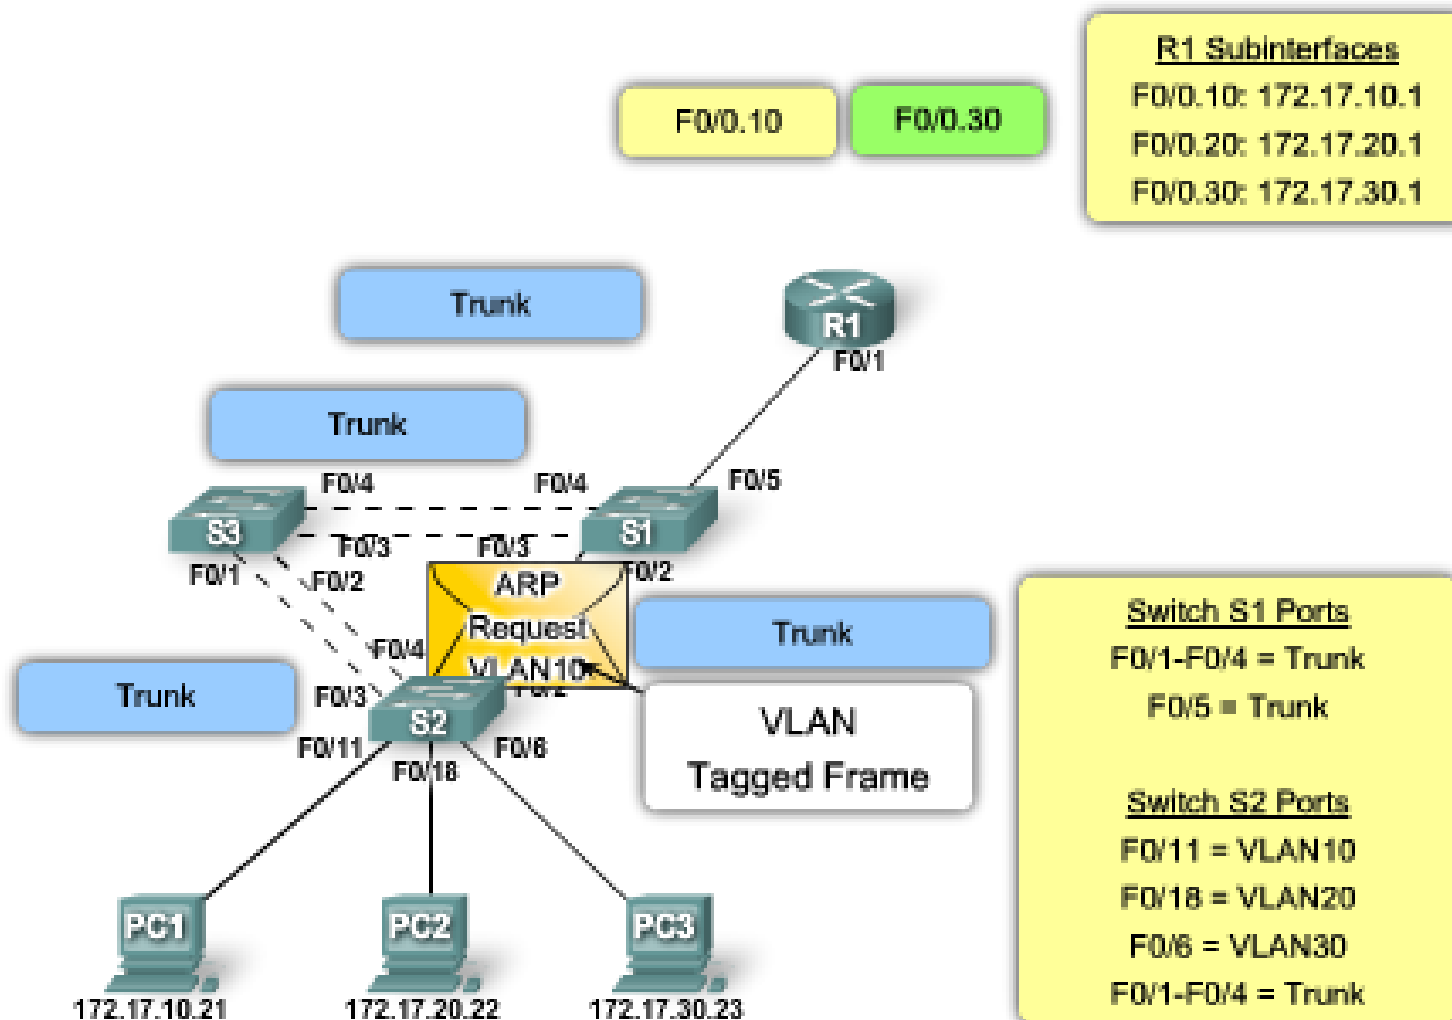 R1 Subinterfaces
F0/0.10: 172.17.10.1
F0/0.20: 172.17.20.1
F0/0.30: 172.17.30.1
F0/0.10
F0/0.30
Trunk
R1
F0/1
Trunk
F0/4
F0/4
F0/5
S3
S1
F0/3
F0/3
F0/1
F0/2
F0/2
ARP
Request
VLAN10
Trunk
F0/4
F0/2
Trunk
F0/3
S2
F0/11
F0/18
F0/6
VLAN
Tagged Frame
Switch S1 Ports
F0/1-F0/4 = Trunk
F0/5 = Trunk
Switch S2 Ports
F0/11 = VLAN10
F0/18 = VLAN20
F0/6 = VLAN30
F0/1-F0/4 = Trunk
PC1
PC2
PC3
172.17.10.21
172.17.20.22
172.17.30.23